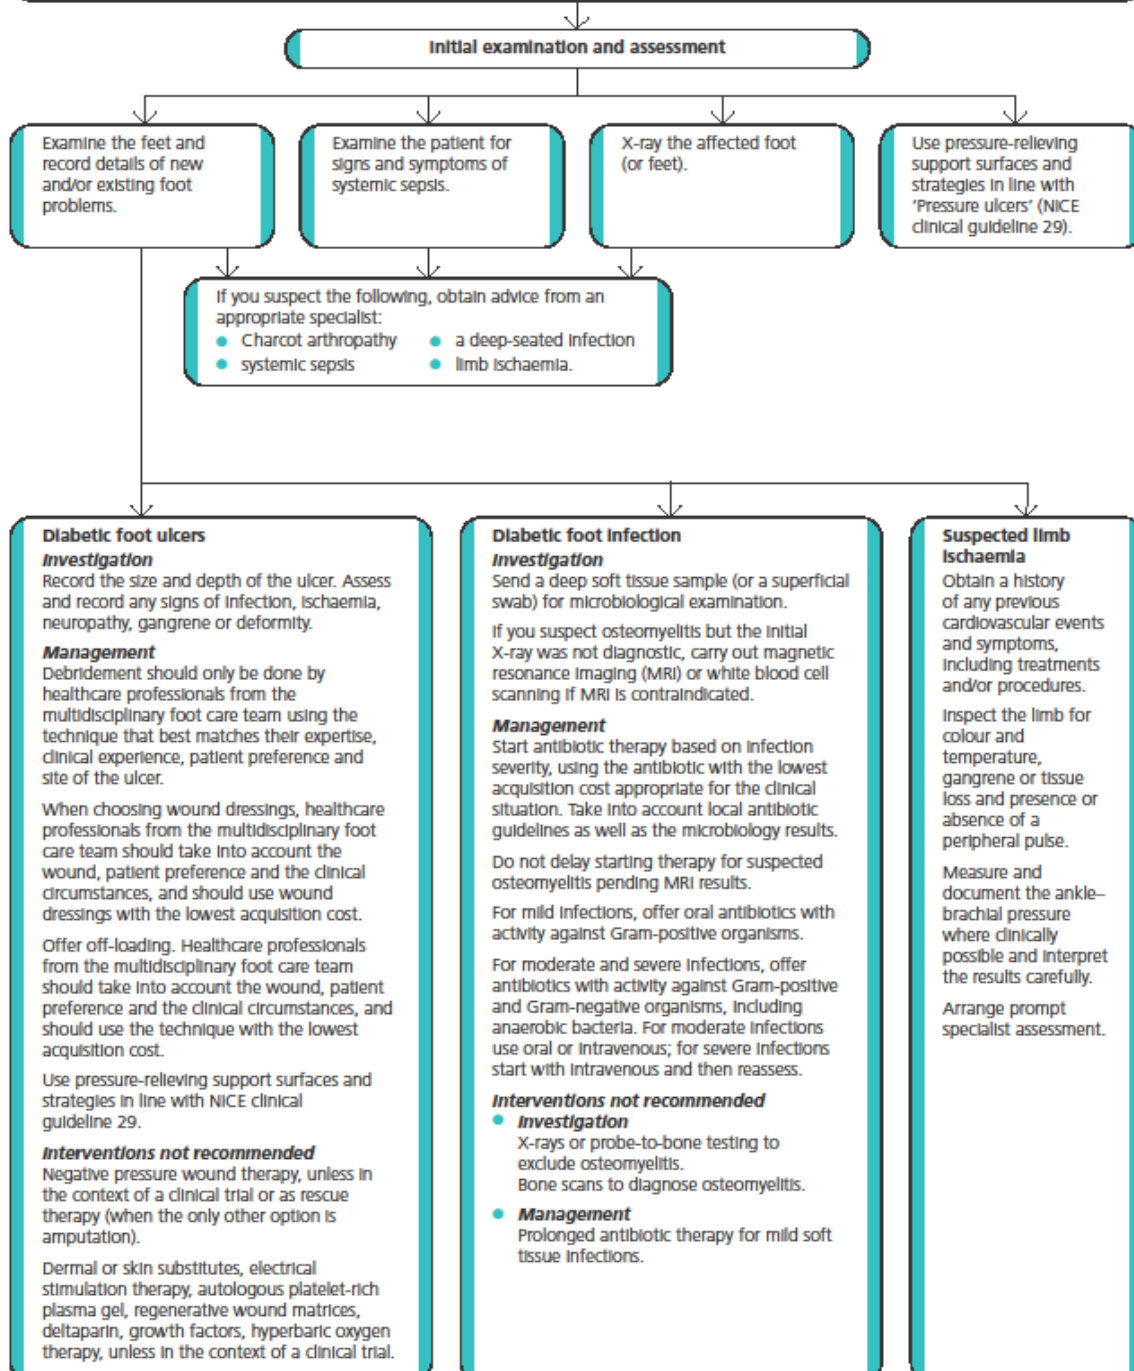 Initial examination and assessment
Examine the feet and
record details of new
and/or existing foot
problems.
Examine the patient for
signs and symptoms of
systemic sepsis.
X-ray the affected foot
(or feet).
Use pressure-relieving
support surfaces and
strategies in line with
‘Pressure ulcers’ (NICE
clinical guideline 29).
If you suspect the following, obtain advice from an
appropriate specialist:
● Charcot arthropathy
● systemic sepsis
● a deep-seated infection
● limb ischaemia.
Diabetic foot ulcers
Investigation
Record the size and depth of the ulcer. Assess
and record any signs of infection, ischaemia,
neuropathy, gangrene or deformity.
Management
Debridement should only be done by
healthcare professionals from the
multidisciplinary foot care team using the
technique that best matches their expertise,
clinical experience, patient preference and
site of the ulcer.
When choosing wound dressings, healthcare
professionals from the multidisciplinary foot
care team should take into account the
wound, patient preference and the clinical
circumstances, and should use wound
dressings with the lowest acquisition cost.
Offer off-loading. Healthcare professionals
from the multidisciplinary foot care team
should take into account the wound, patient
preference and the clinical circumstances, and
should use the technique with the lowest
acquisition cost.
Use pressure-relieving support surfaces and
strategies in line with NICE clinical
guideline 29.
Interventions not recommended
Negative pressure wound therapy, unless in
the context of a clinical trial or as rescue
therapy (when the only other option is
amputation).
Dermal or skin substitutes, electrical
stimulation therapy, autologous platelet-rich
plasma gel, regenerative wound matrices,
deltaparin, growth factors, hyperbaric oxygen
therapy, unless in the context of a clinical trial.
Diabetic foot infection
Investigation
Send a deep soft tissue sample (or a superficial
swab) for microbiological examination.
If you suspect osteomyelitis but the initial
X-ray was not diagnostic, carry out magnetic
resonance imaging (MRI) or white blood cell
scanning if MRI is contraindicated.
Management
Start antibiotic therapy based on infection
severity, using the antibiotic with the lowest
acquisition cost appropriate for the clinical
situation. Take into account local antibiotic
guidelines as well as the microbiology results.
Do not delay starting therapy for suspected
osteomyelitis pending MRI results.
For mild infections, offer oral antibiotics with
activity against Gram-positive organisms.
For moderate and severe infections, offer
antibiotics with activity against Gram-positive
and Gram-negative organisms, including
anaerobic bacteria. For moderate infections
use oral or intravenous; for severe infections
start with intravenous and then reassess.
Interventions not recommended
● Investigation
X-rays or probe-to-bone testing to
exclude osteomyelitis.
Bone scans to diagnose osteomyelitis.
● Management
Prolonged antibiotic therapy for mild soft
tissue infections.
Suspected limb
ischaemia
Obtain a history
of any previous
cardiovascular events
and symptoms,
including treatments
and/or procedures.
Inspect the limb for
colour and
temperature,
gangrene or tissue
loss and presence or
absence of a
peripheral pulse.
Measure and
document the ankle–
brachial pressure
where clinically
possible and interpret
the results carefully.
Arrange prompt
specialist assessment.